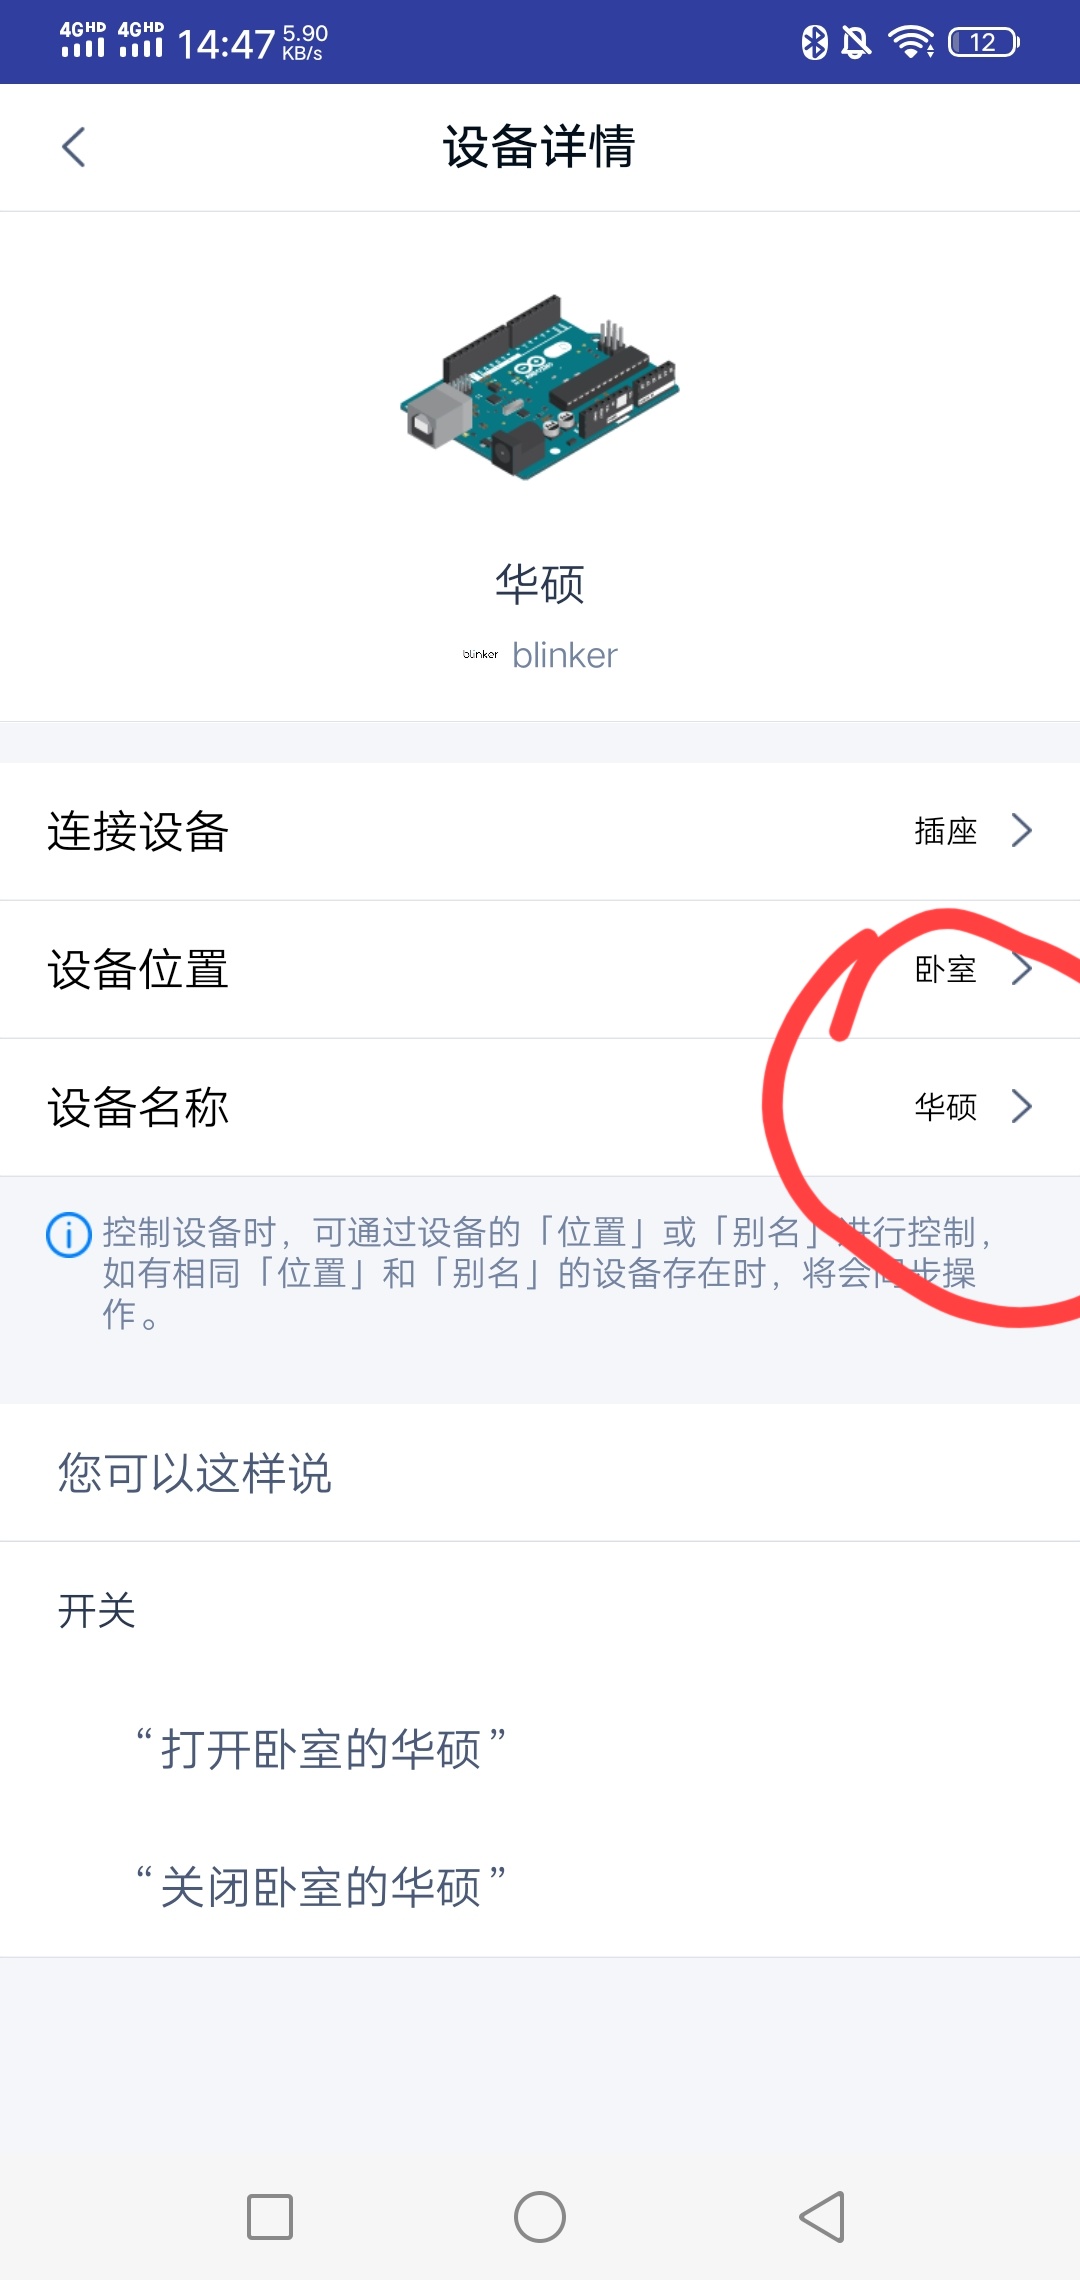 4GHD 4GHD 14:47 5.90 KB/s 12
设备详情
华硕
blinker blinker
连接设备 插座
设备位置 卧室
设备名称 华硕
控制设备时，可通过设备的「位置」或「别名」进行控制，
如有相同「位置」和「别名」的设备存在时，将会同步操
作。
您可以这样说
开关
“打开卧室的华硕”
“关闭卧室的华硕”